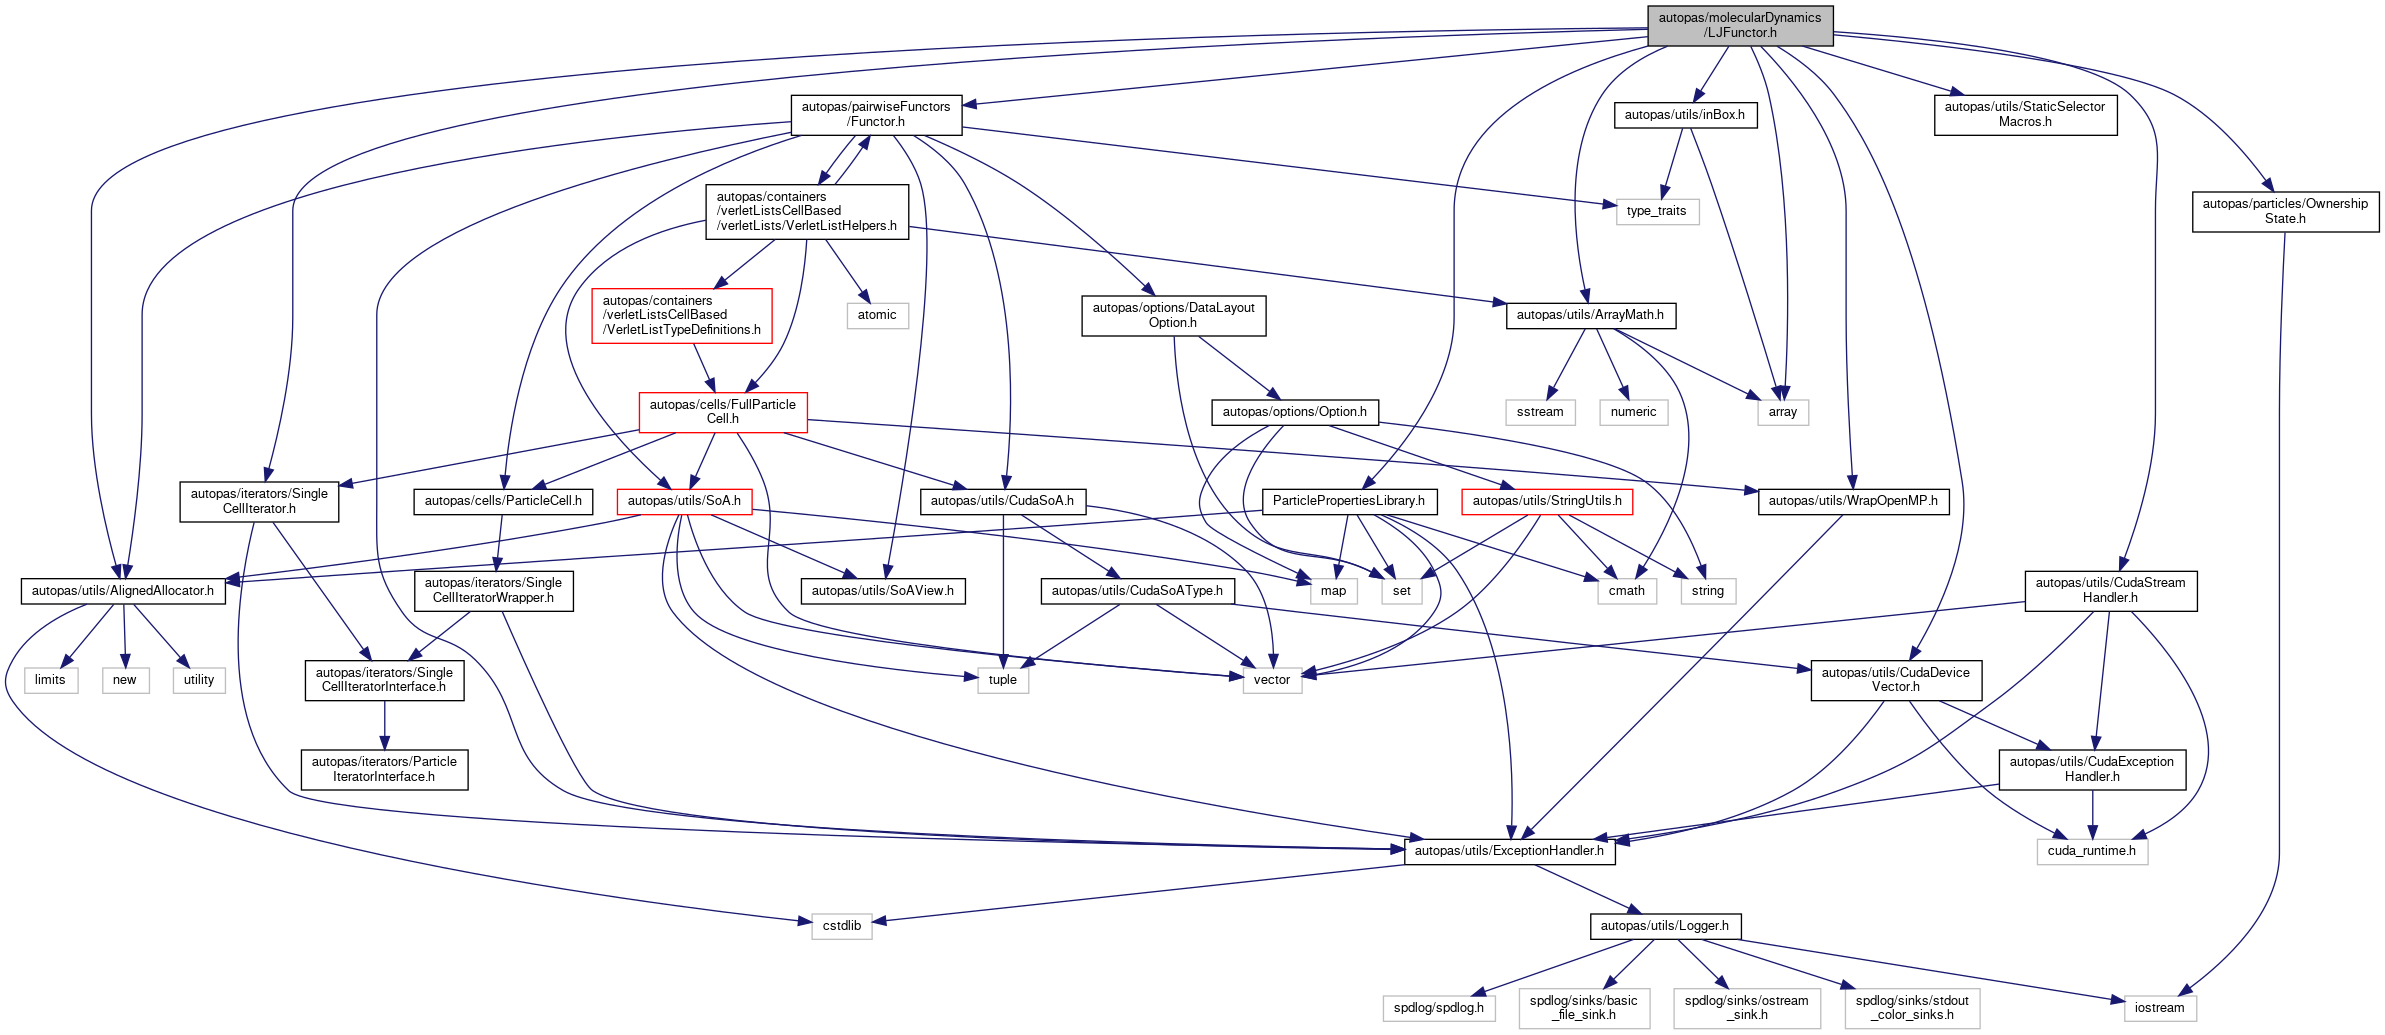 autopas/molecularDynamics
/LJFunctor.h
autopas/pairwiseFunctors
/Functor.h
autopas/utils/inBox.h
autopas/utils/StaticSelector
Macros.h
autopas/containers
/verletListsCellBased
/verletLists/VerletListHelpers.h
type_traits
autopas/particles/Ownership
State.h
autopas/containers
/verletListsCellBased
/VerletListTypeDefinitions.h
atomic
autopas/options/DataLayout
Option.h
autopas/utils/ArrayMath.h
autopas/cells/FullParticle
Cell.h
autopas/options/Option.h
sstream
numeric
array
autopas/iterators/Single
CellIterator.h
autopas/cells/ParticleCell.h
autopas/utils/SoA.h
autopas/utils/CudaSoA.h
ParticlePropertiesLibrary.h
autopas/utils/StringUtils.h
autopas/utils/WrapOpenMP.h
autopas/utils/AlignedAllocator.h
autopas/iterators/Single
CellIteratorWrapper.h
autopas/utils/SoAView.h
autopas/utils/CudaSoAType.h
map
set
cmath
string
autopas/utils/CudaStream
Handler.h
limits
new
utility
autopas/iterators/Single
CellIteratorInterface.h
tuple
vector
autopas/utils/CudaDevice
Vector.h
autopas/iterators/Particle
IteratorInterface.h
autopas/utils/CudaException
Handler.h
autopas/utils/ExceptionHandler.h
cuda_runtime.h
cstdlib
autopas/utils/Logger.h
spdlog/spdlog.h
spdlog/sinks/basic
_file_sink.h
spdlog/sinks/ostream
_sink.h
spdlog/sinks/stdout
_color_sinks.h
iostream